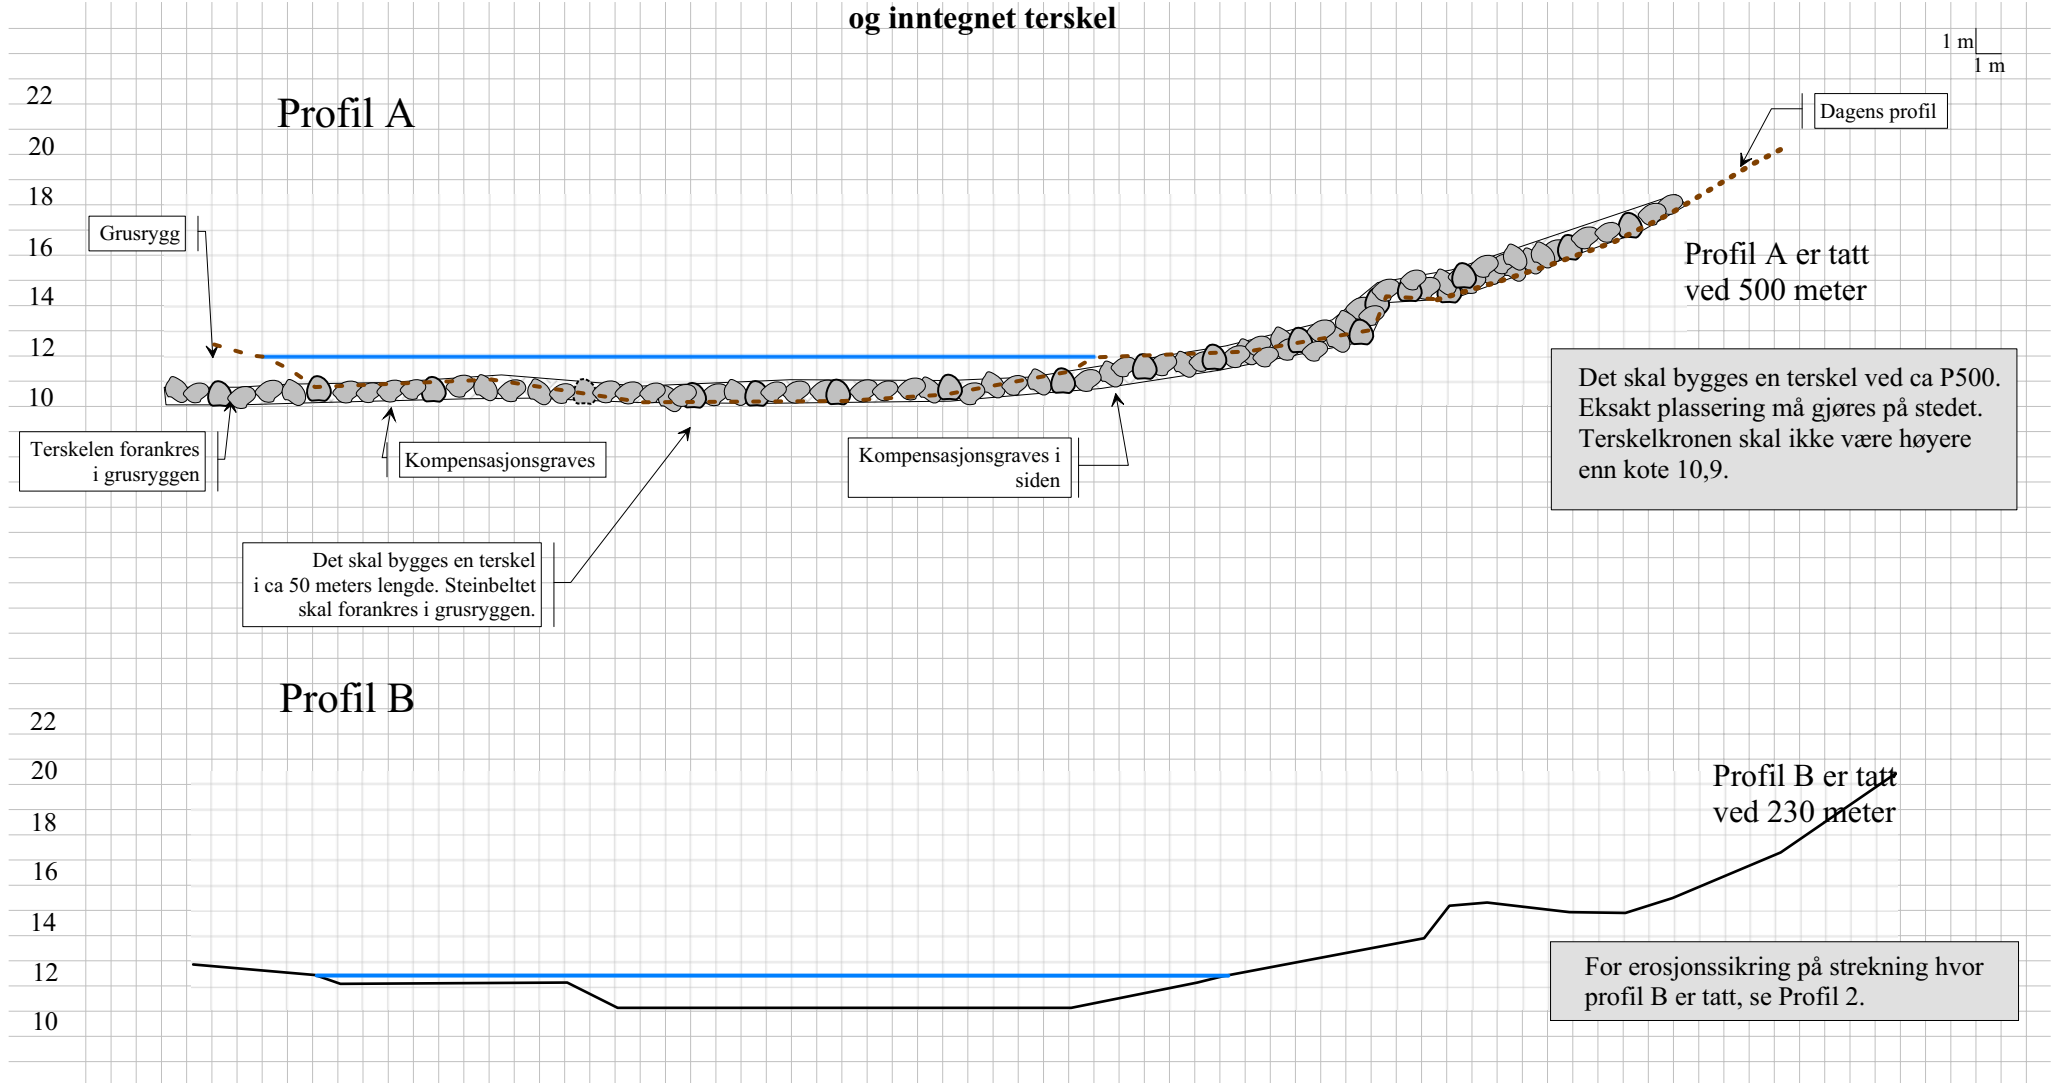 og inntegnet terskel
1 m
1 m
22
20
18
16
14
12
10
Profil A
Dagens profil
Grusrygg
Profil A er tatt
ved 500 meter
Terskelen forankres
i grusryggen
Kompensasjonsgraves
Kompensasjonsgraves i
siden
Det skal bygges en terskel ved ca P500.
Eksakt plassering må gjøres på stedet.
Terskelkronen skal ikke være høyere
enn kote 10,9.
Det skal bygges en terskel
i ca 50 meters lengde. Steinbeltet
skal forankres i grusryggen.
Profil B
22
20
18
16
14
12
10
Profil B er tatt
ved 230 meter
For erosjonssikring på strekning hvor
profil B er tatt, se Profil 2.